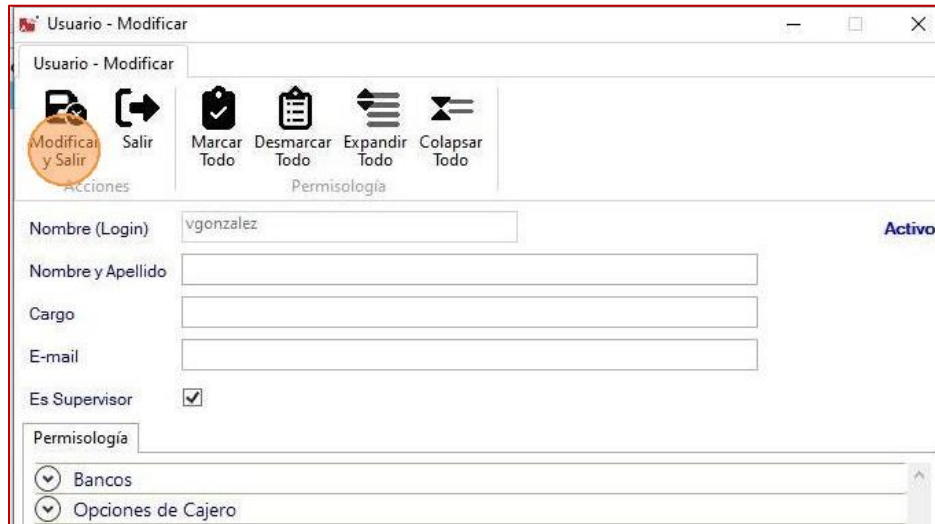 Usuario - Modificar
Usuario - Modificar
Modificar y Salir
Salir
Marcar Todo
Desmarcar Todo
Expandir Todo
Colapsar Todo
Acciones
Permisología
Nombre (Login) vgonzalez Activo
Nombre y Apellido
Cargo
E-mail
Es Supervisor
Permisología
Bancos
Opciones de Cajero